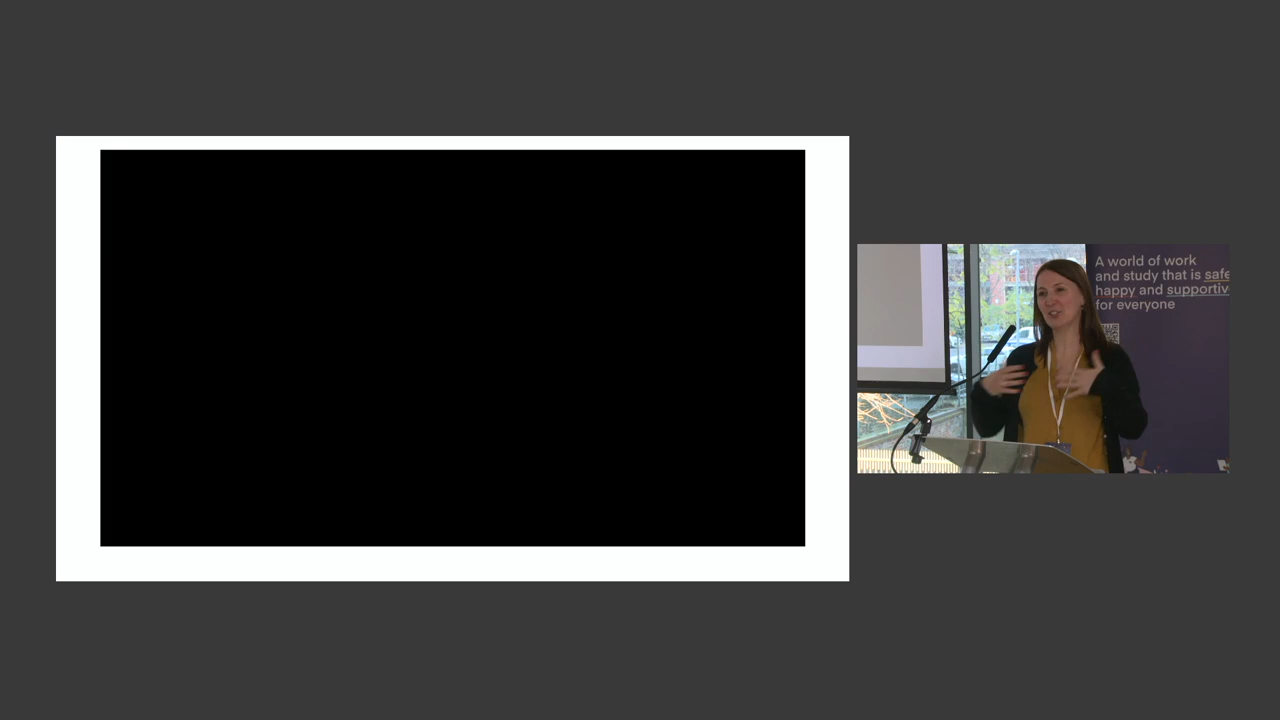 A world of work
and study that is safe
happy and supportiv
for everyone